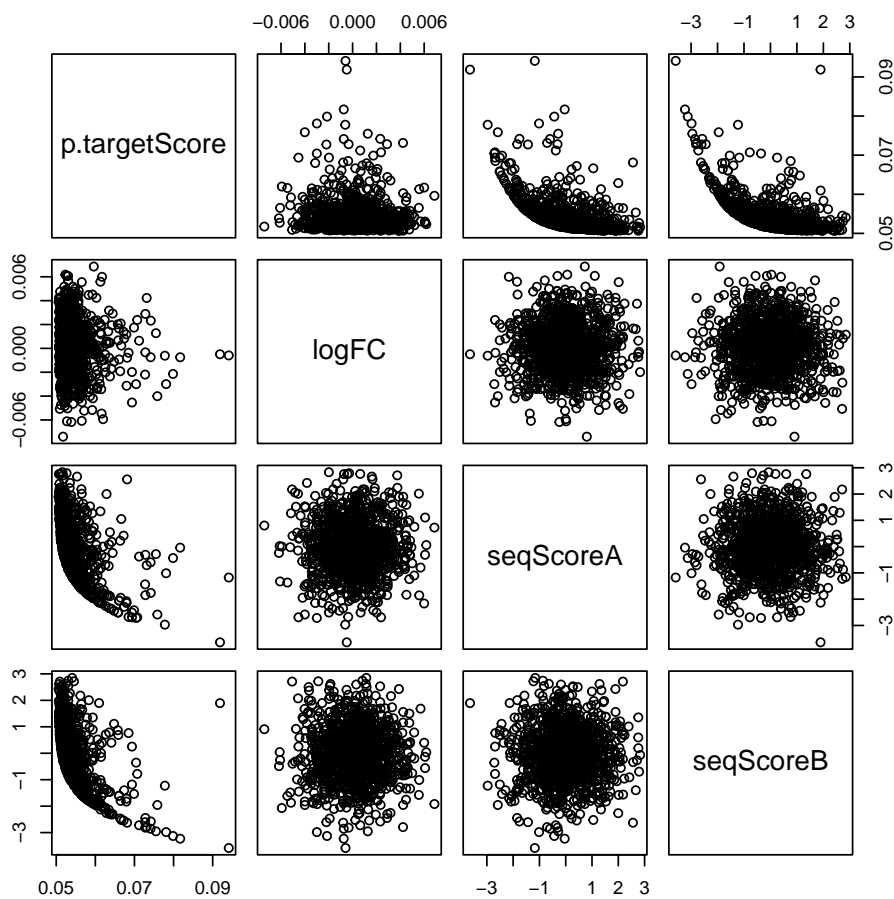 −0.006 0.000 0.006 −3 −1 1 2 3
p.targetScore
0.05 0.07 0.09
−0.006 0.000 0.006
logFC
seqScoreA
−3 −1 1 2 3
−3 −1 1 2 3
seqScoreB
0.05 0.07 0.09 −3 −1 1 2 3